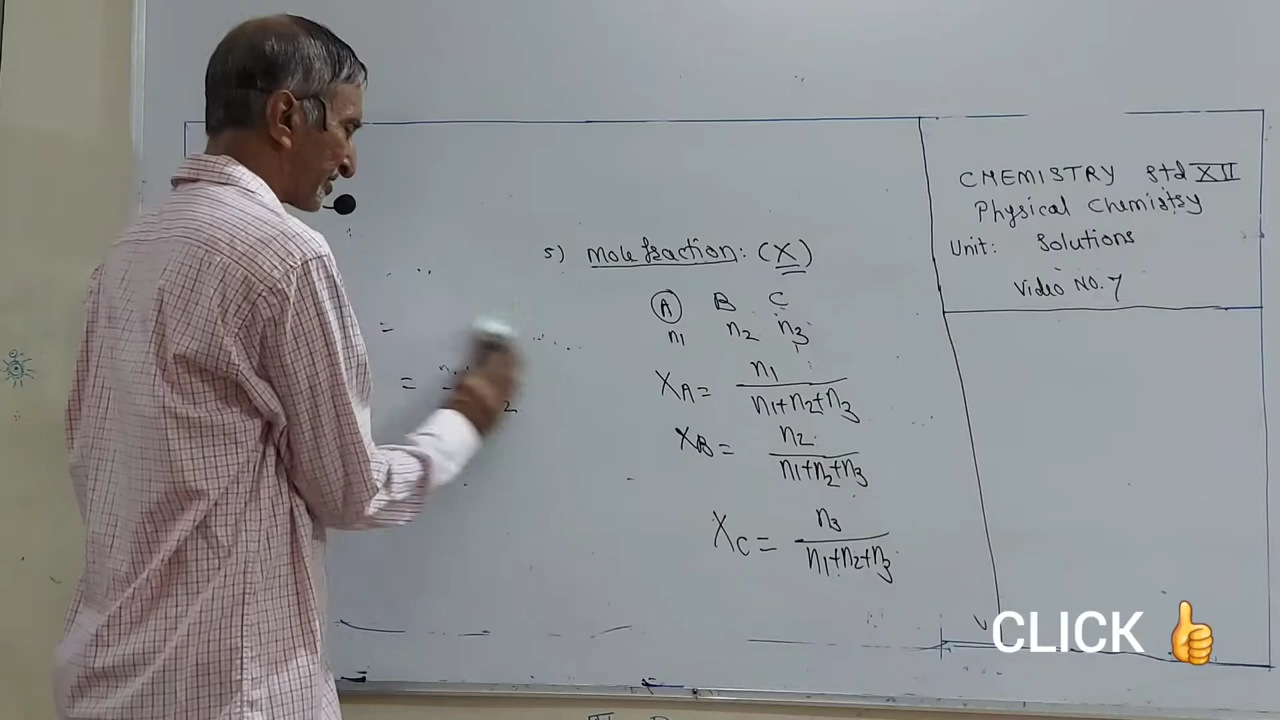 CHEMISTRY std XII
Physical Chemistry
Unit: Solutions
Video NO. 7
5) Mole fraction: (X)
A B C
n1 n2 n3
XA = n1 / n1+n2+n3
XB = n2 / n1+n2+n3
XC = n3 / n1+n2+n3
=
=
2
CLICK 👍